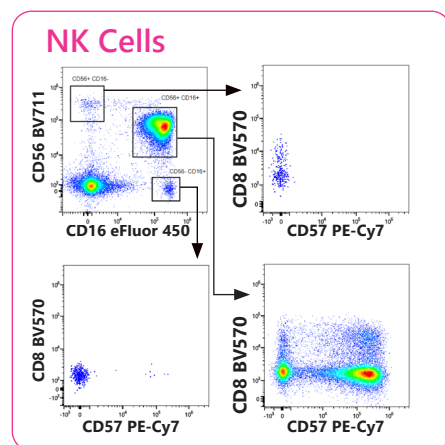 NK Cells
CD56+ CD16-
CD56+ CD16+
CD56- CD16+
CD56 BV711
CD16 eFluor 450
CD8 BV570
CD57 PE-Cy7
CD8 BV570
CD57 PE-Cy7
CD8 BV570
CD57 PE-Cy7